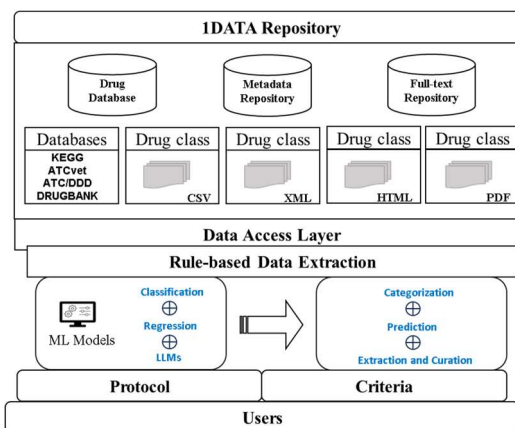 1DATA Repository
Drug
Database
Metadata
Repository
Full-text
Repository
Databases
KEGG
ATCvet
ATC/DDD
DRUGBANK
Drug class
CSV
Drug class
XML
Drug class
HTML
Drug class
PDF
Data Access Layer
Rule-based Data Extraction
ML Models
Classification
Regression
LLMs
Categorization
Prediction
Extraction and Curation
Protocol
Criteria
Users